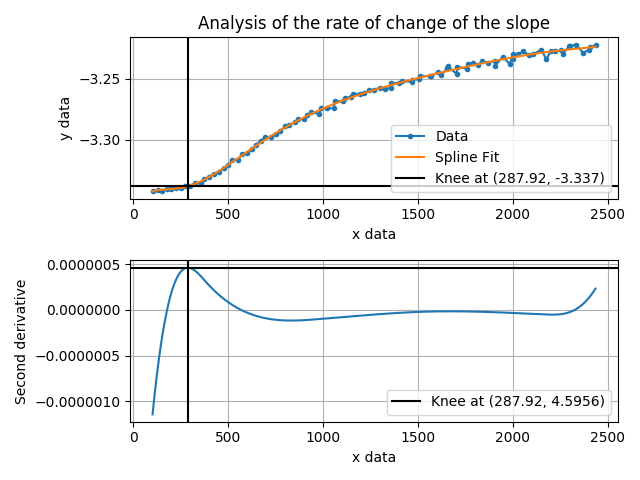 Analysis of the rate of change of the slope
y data
−3.25
−3.30
Data
Spline Fit
Knee at (287.92, -3.337)
0
500
1000
1500
2000
2500
x data
Second derivative
0.0000005
0.0000000
−0.0000005
−0.0000010
Knee at (287.92, 4.5956)
0
500
1000
1500
2000
2500
x data